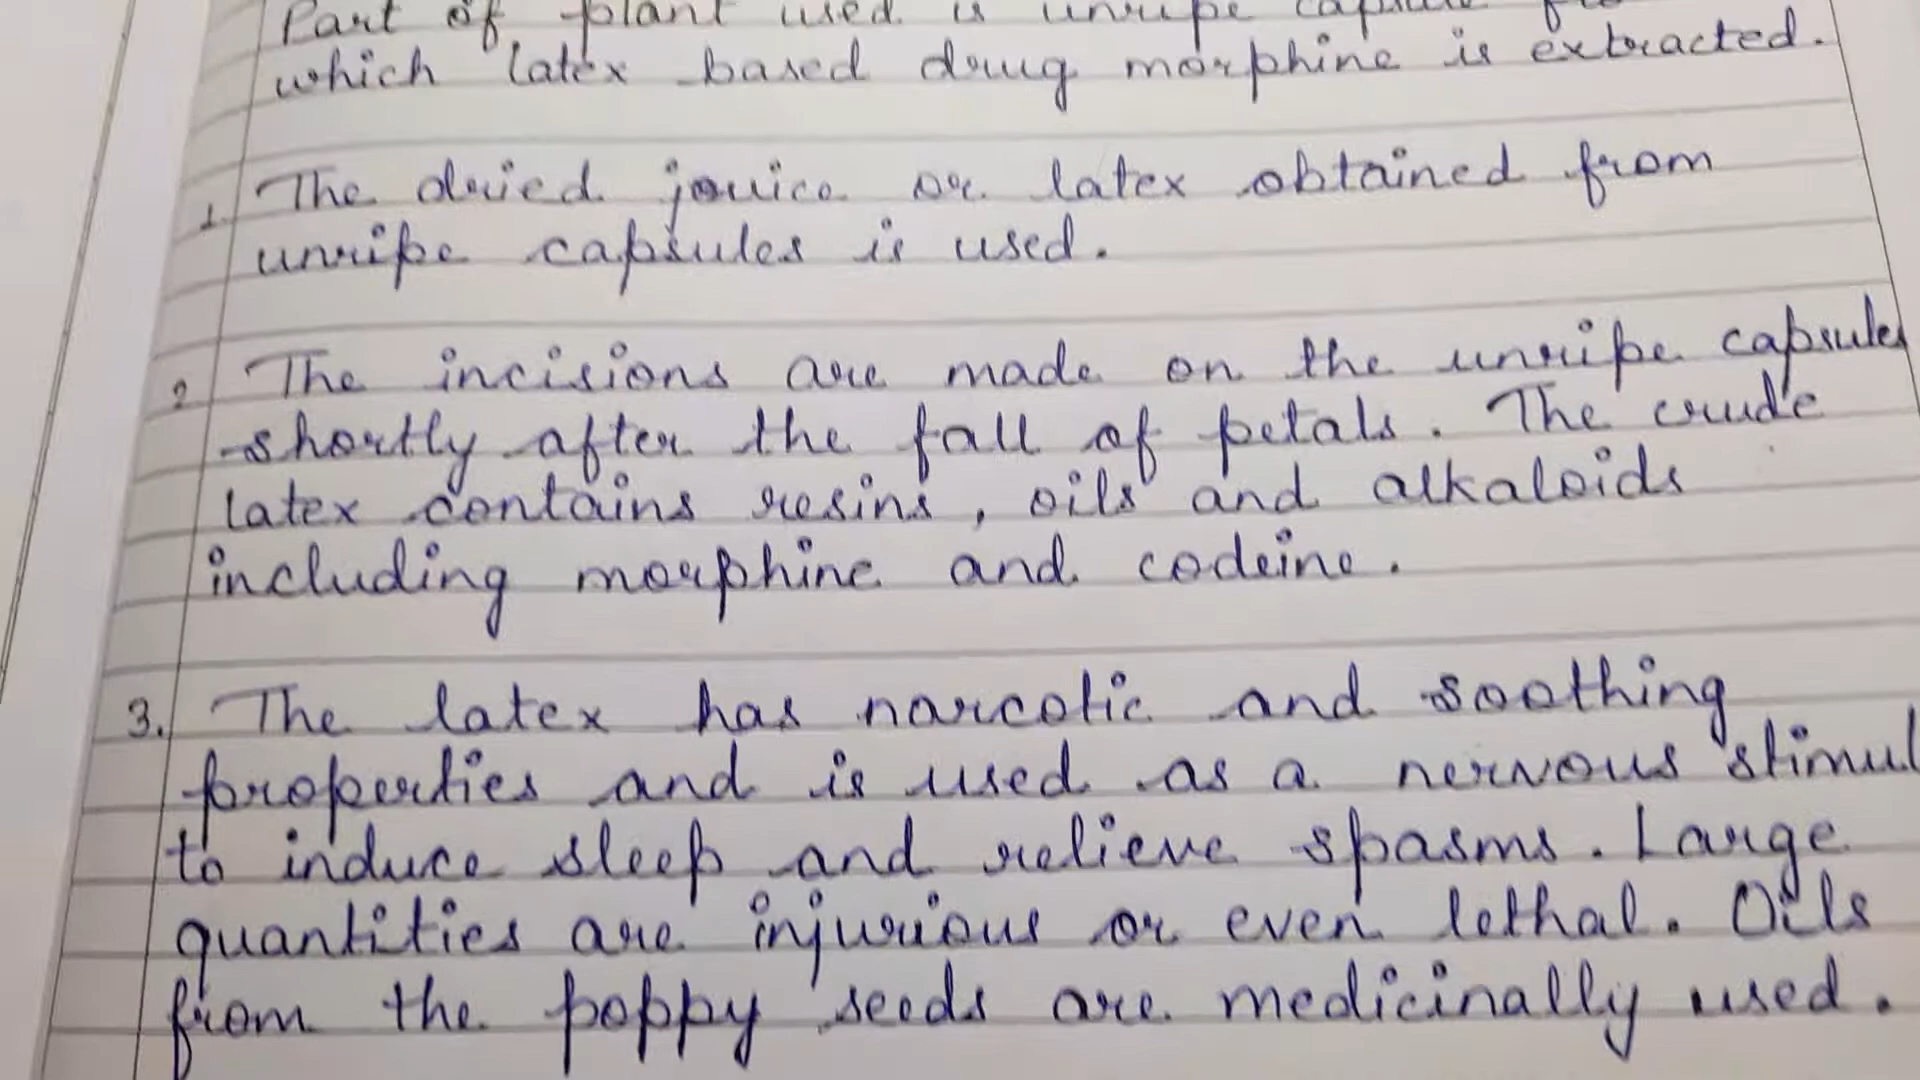 Part of plant used is unripe
which latex based drug morphine is extracted.
1. The dried jouice or latex obtained from
unripe capsules is used.
2 The incisions are made on the unripe capsules
shortly after the fall of petals. The crude
latex contains resins, oils and alkaloids
including morphine and codeine.
3. The latex has narcotic and soothing
properties and is used as a nervous stimul
to induce sleep and relieve spasms. Large
quantities are injurious or even lethal. Oils
from the poppy seeds are medicinally used.